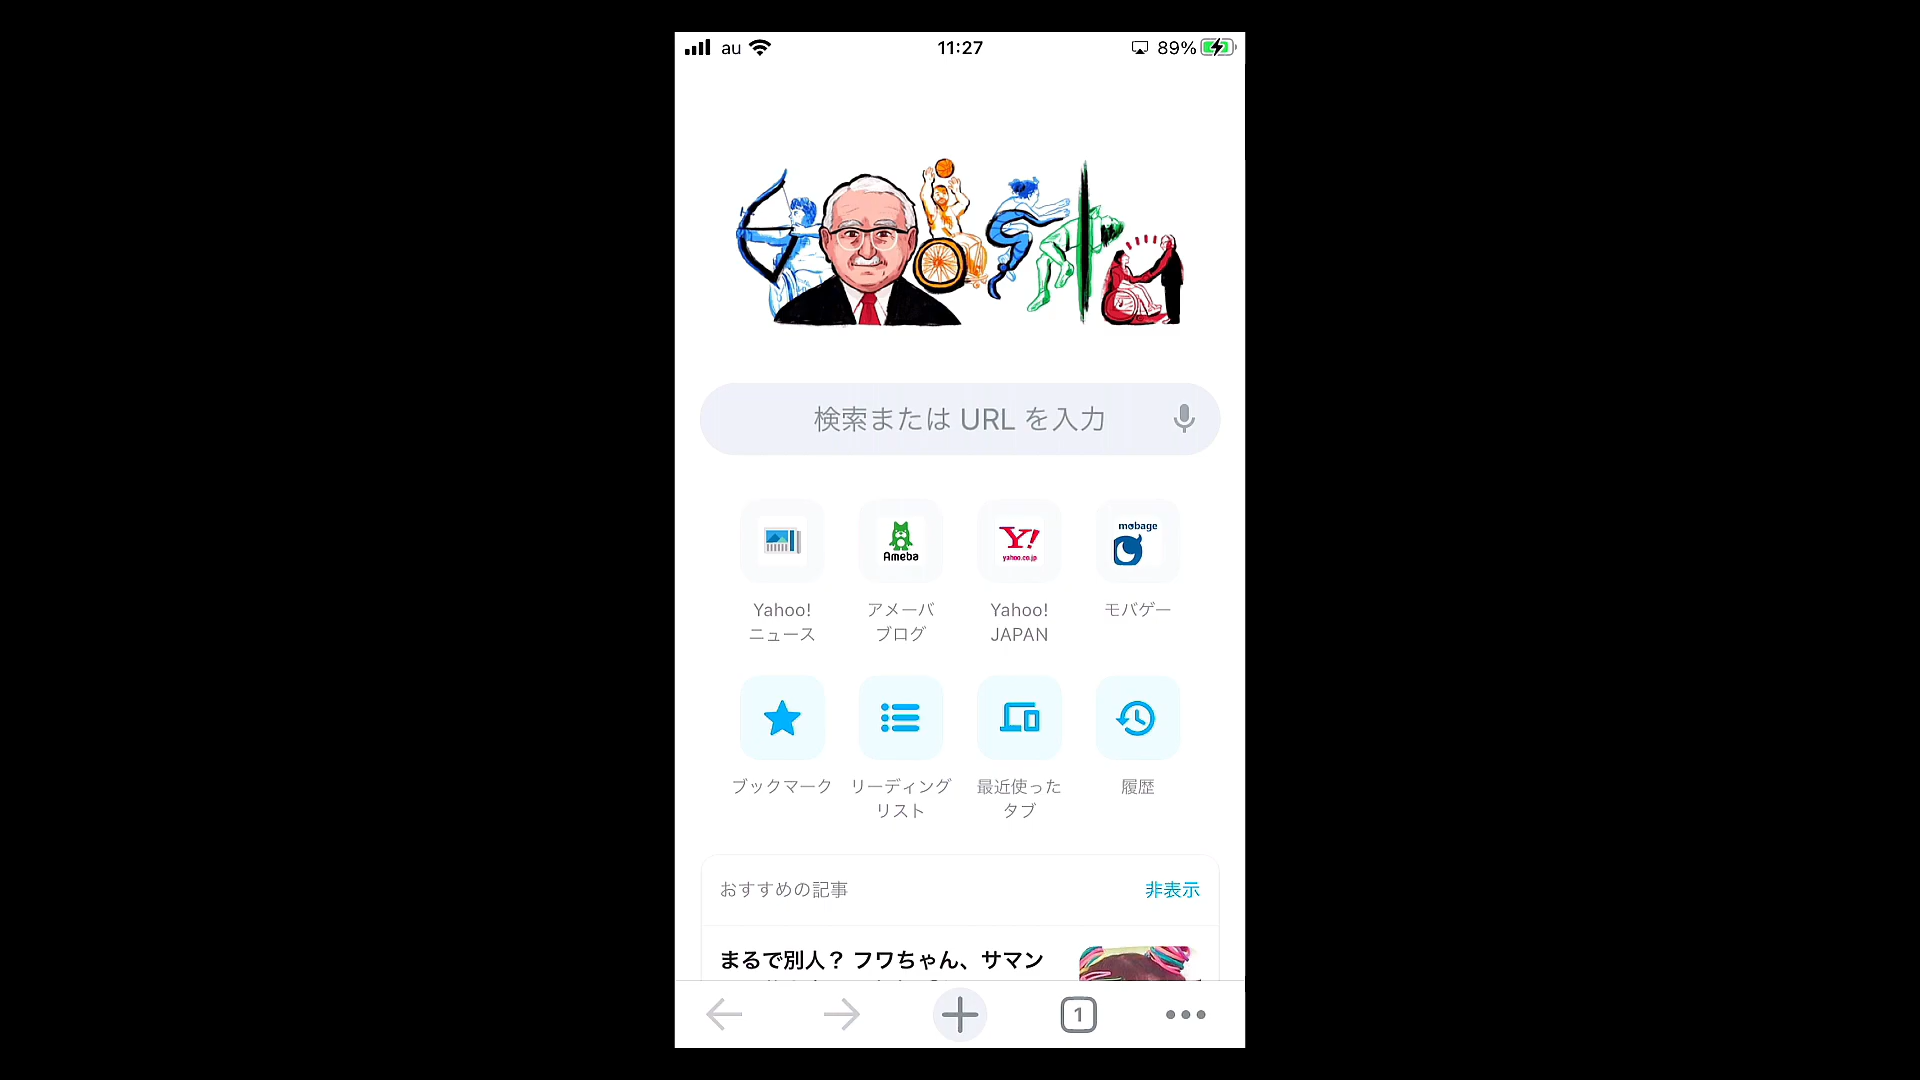 au 11:27 89%
検索または URL を入力
Ameba
Y!
yahoo.co.jp
mobage
Yahoo!
ニュース
アメーバ
ブログ
Yahoo!
JAPAN
モバゲー
ブックマーク
リーディング
リスト
最近使った
タブ
履歴
おすすめの記事 非表示
まるで別人？ フワちゃん、サマン
1